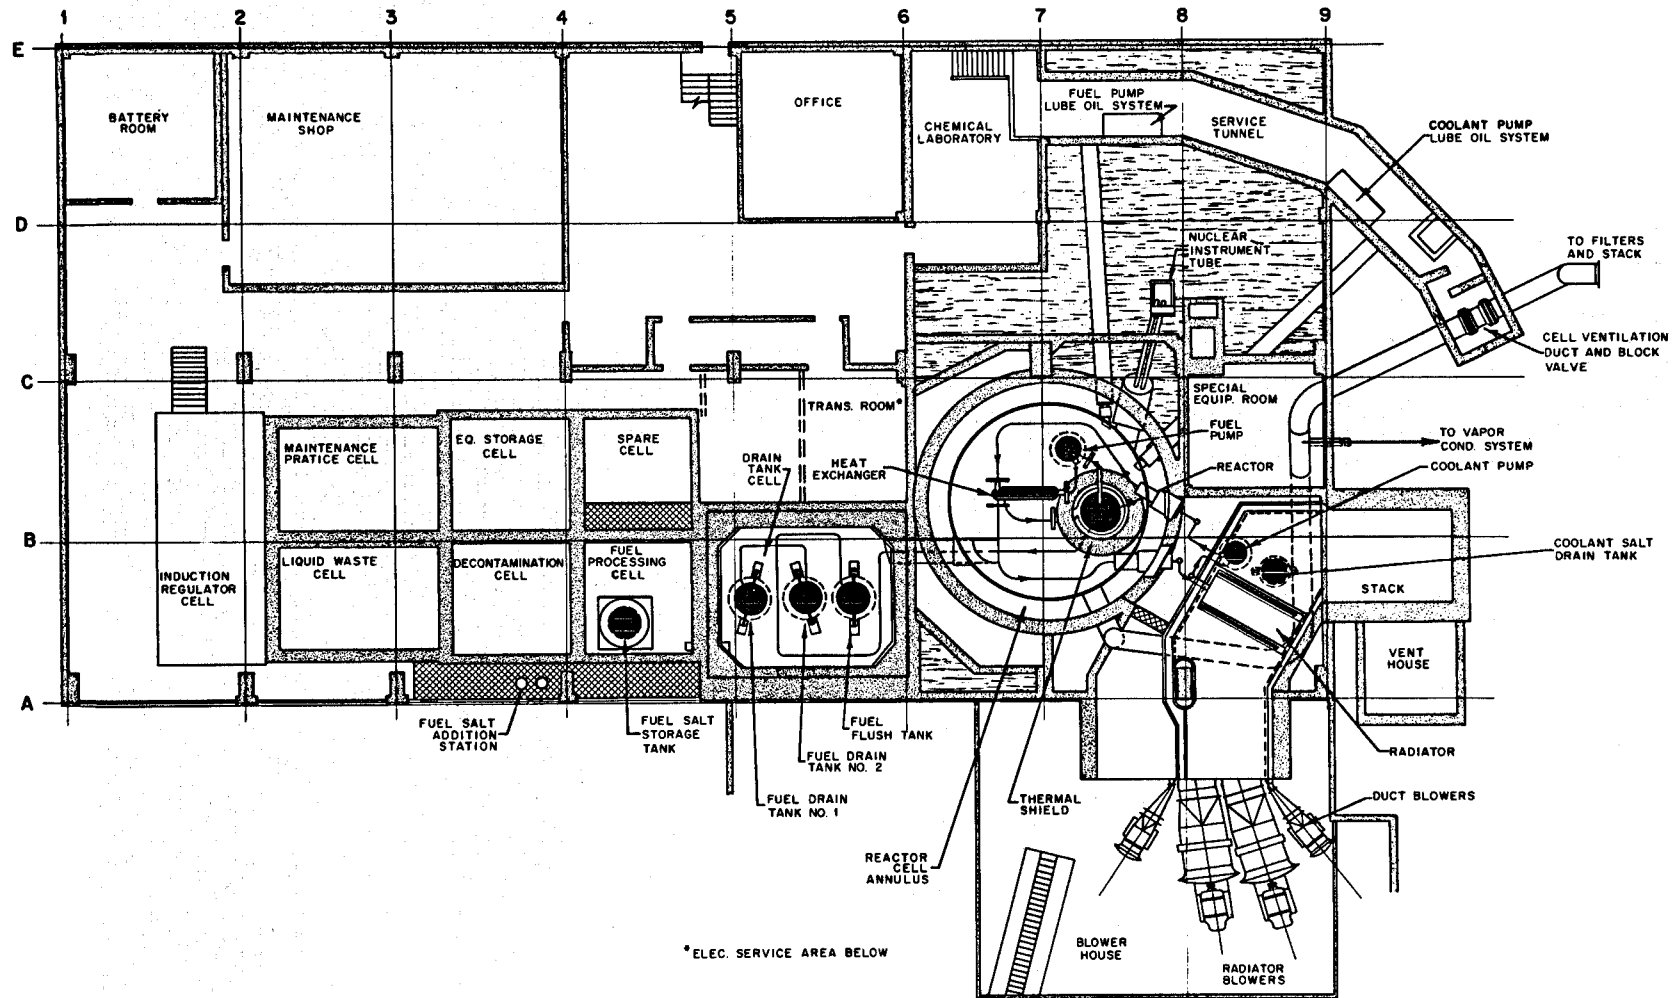 1 2 3 4 5 6 7 8 9
E
BATTERY
ROOM
MAINTENANCE
SHOP
OFFICE
CHEMICAL
LABORATORY
FUEL PUMP
LUBE OIL SYSTEM
SERVICE
TUNNEL
COOLANT PUMP
LUBE OIL SYSTEM
D
NUCLEAR
INSTRUMENT
TUBE
TO FILTERS
AND STACK
CELL VENTILATION
DUCT AND BLOCK
VALVE
C
TRANS. ROOM*
SPECIAL
EQUIP. ROOM
MAINTENANCE
PRATICE CELL
EQ. STORAGE
CELL
SPARE
CELL
DRAIN
TANK
CELL
HEAT
EXCHANGER
FUEL
PUMP
REACTOR
TO VAPOR
COND. SYSTEM
COOLANT PUMP
B
INDUCTION
REGULATOR
CELL
LIQUID WASTE
CELL
DECONTAMINATION
CELL
FUEL
PROCESSING
CELL
COOLANT SALT
DRAIN TANK
STACK
VENT
HOUSE
A
FUEL SALT
ADDITION
STATION
FUEL SALT
STORAGE
TANK
FUEL
FLUSH TANK
FUEL DRAIN
TANK NO. 2
FUEL DRAIN
TANK NO. 1
THERMAL
SHIELD
RADIATOR
DUCT BLOWERS
REACTOR
CELL
ANNULUS
*ELEC. SERVICE AREA BELOW
BLOWER
HOUSE
RADIATOR
BLOWERS